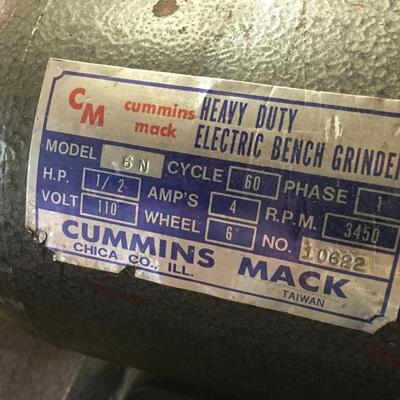 CM cummins mack
HEAVY DUTY
ELECTRIC BENCH GRINDER
MODEL 6N CYCLE 60 PHASE 1
H.P. 1/2 AMP'S 4 R.P.M. 3450
VOLT 110 WHEEL 6" NO. 10622
CUMMINS MACK
CHICA CO., ILL.
TAIWAN